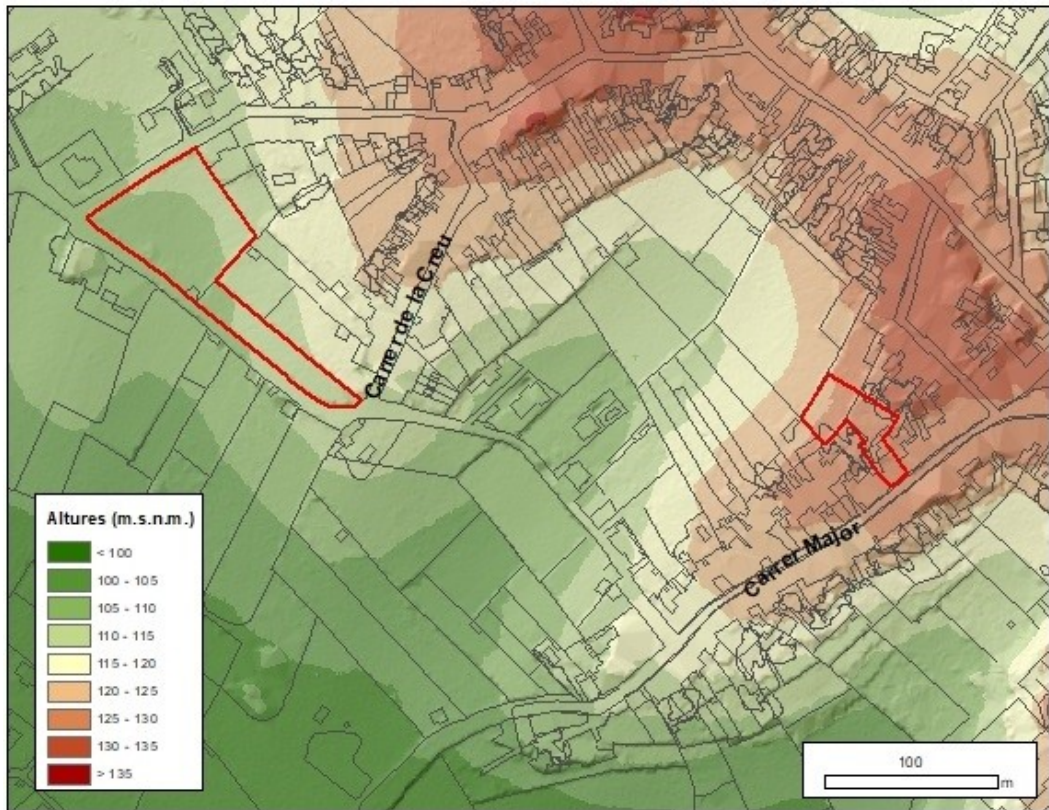 Carrer de la Creu
Carrer Major
Altures (m.s.n.m.)
< 100
100 - 105
105 - 110
110 - 115
115 - 120
120 - 125
125 - 130
130 - 135
> 135
100
m